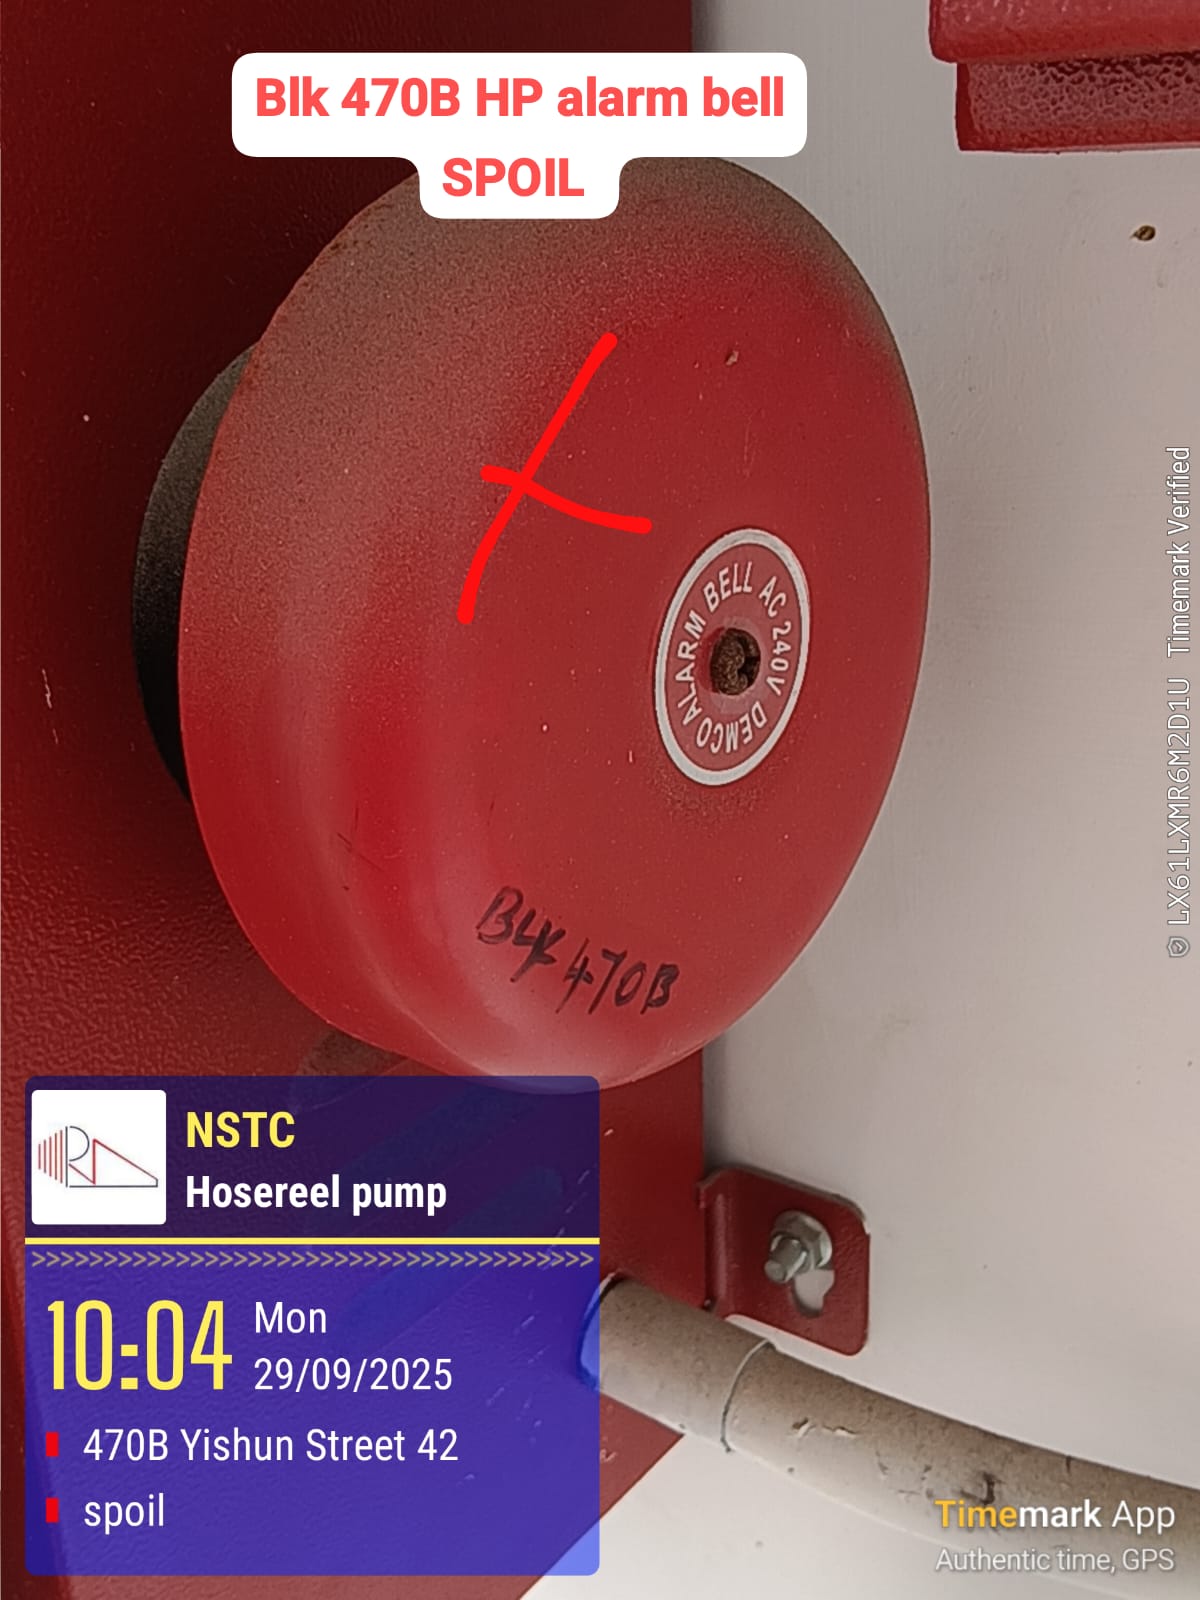 Blk 470B HP alarm bell
SPOIL
DEMCO ALARM BELL AC 240V
BLK 470B
NSTC
Hosereel pump
>>>>>>>>>>>>>>>>>>>>>>>>>>>>>>>>>>>>>>>>
10:04
Mon
29/09/2025
470B Yishun Street 42
spoil
Timemark App
Authentic time, GPS
LX61LXMR6M2D1U Timemark Verified